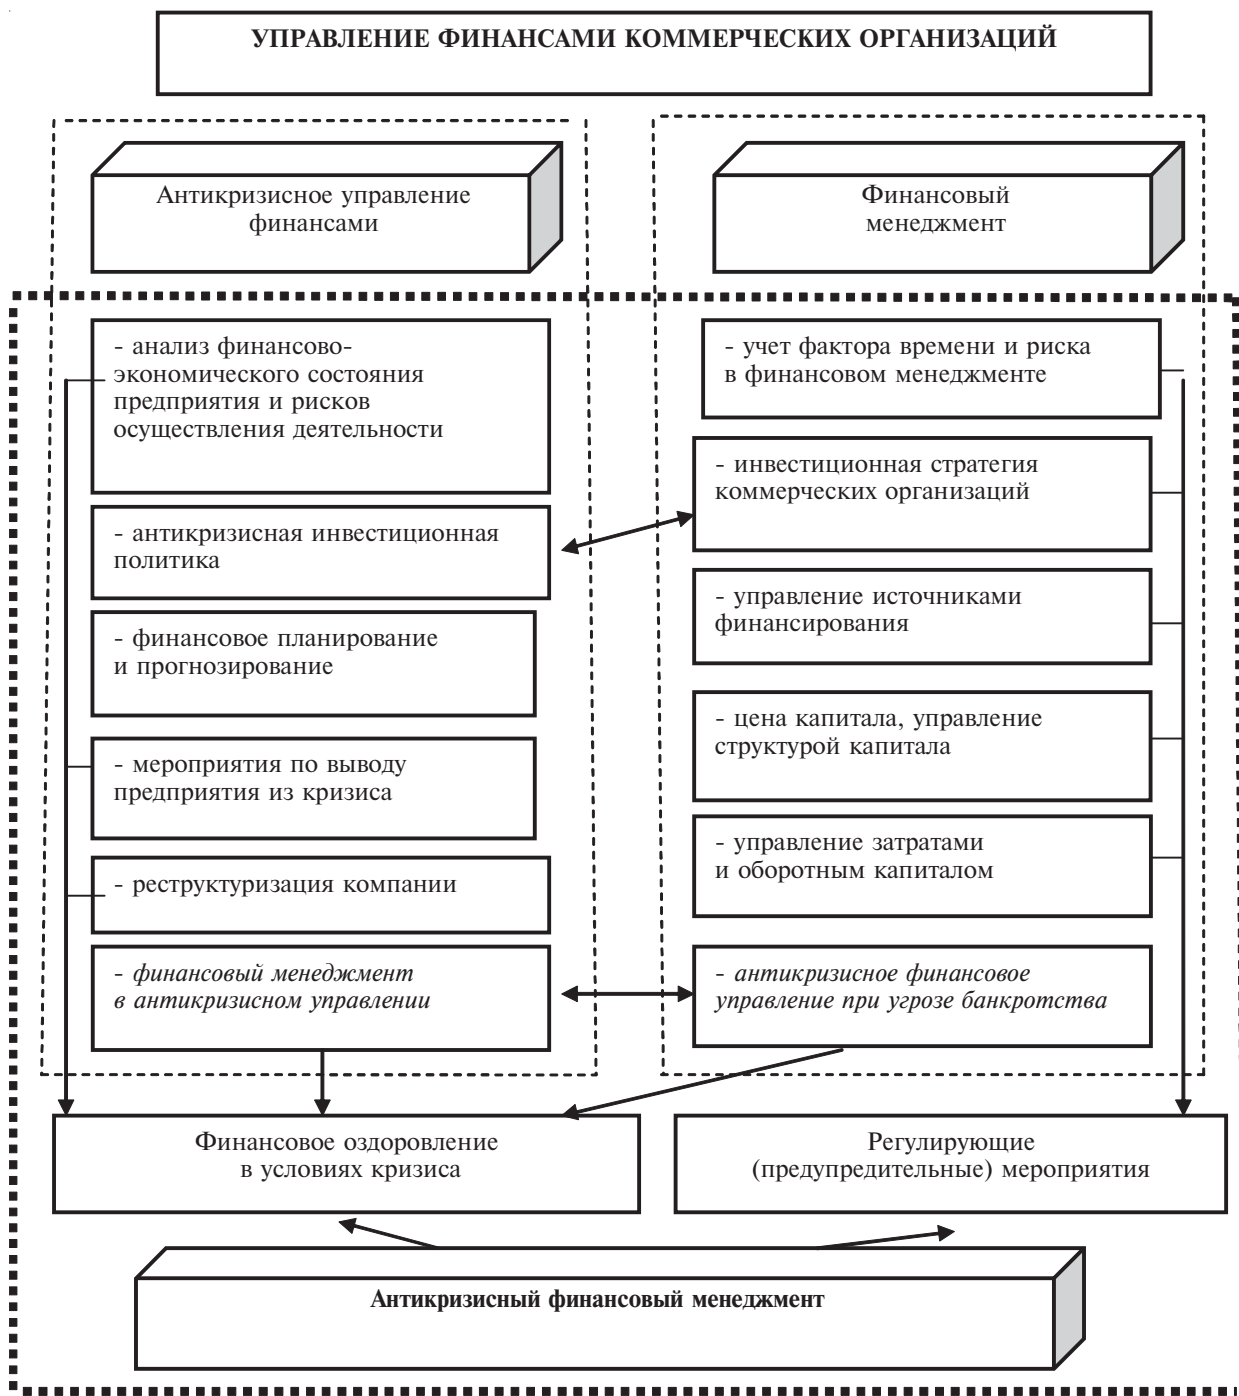 УПРАВЛЕНИЕ ФИНАНСАМИ КОММЕРЧЕСКИХ ОРГАНИЗАЦИЙ
Антикризисное управление
финансами
Финансовый
менеджмент
- анализ финансово-
экономического состояния
предприятия и рисков
осуществления деятельности
- антикризисная инвестиционная
политика
- финансовое планирование
и прогнозирование
- мероприятия по выводу
предприятия из кризиса
- реструктуризация компании
- финансовый менеджмент
в антикризисном управлении
- учет фактора времени и риска
в финансовом менеджменте
- инвестиционная стратегия
коммерческих организаций
- управление источниками
финансирования
- цена капитала, управление
структурой капитала
- управление затратами
и оборотным капиталом
- антикризисное финансовое
управление при угрозе банкротства
Финансовое оздоровление
в условиях кризиса
Регулирующие
(предупредительные) мероприятия
Антикризисный финансовый менеджмент